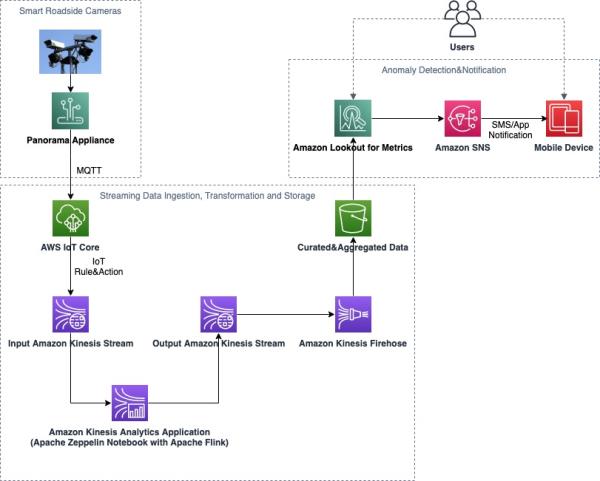 Smart Roadside Cameras
Users
Anomaly Detection&Notification
Panorama Appliance
Amazon Lookout for Metrics
Amazon SNS
SMS/App
Notification
Mobile Device
MQTT
Streaming Data Ingestion, Transformation and Storage
AWS IoT Core
Curated&Aggregated Data
IoT
Rule&Action
Input Amazon Kinesis Stream
Output Amazon Kinesis Stream
Amazon Kinesis Firehose
Amazon Kinesis Analytics Application
(Apache Zeppelin Notebook with Apache Flink)